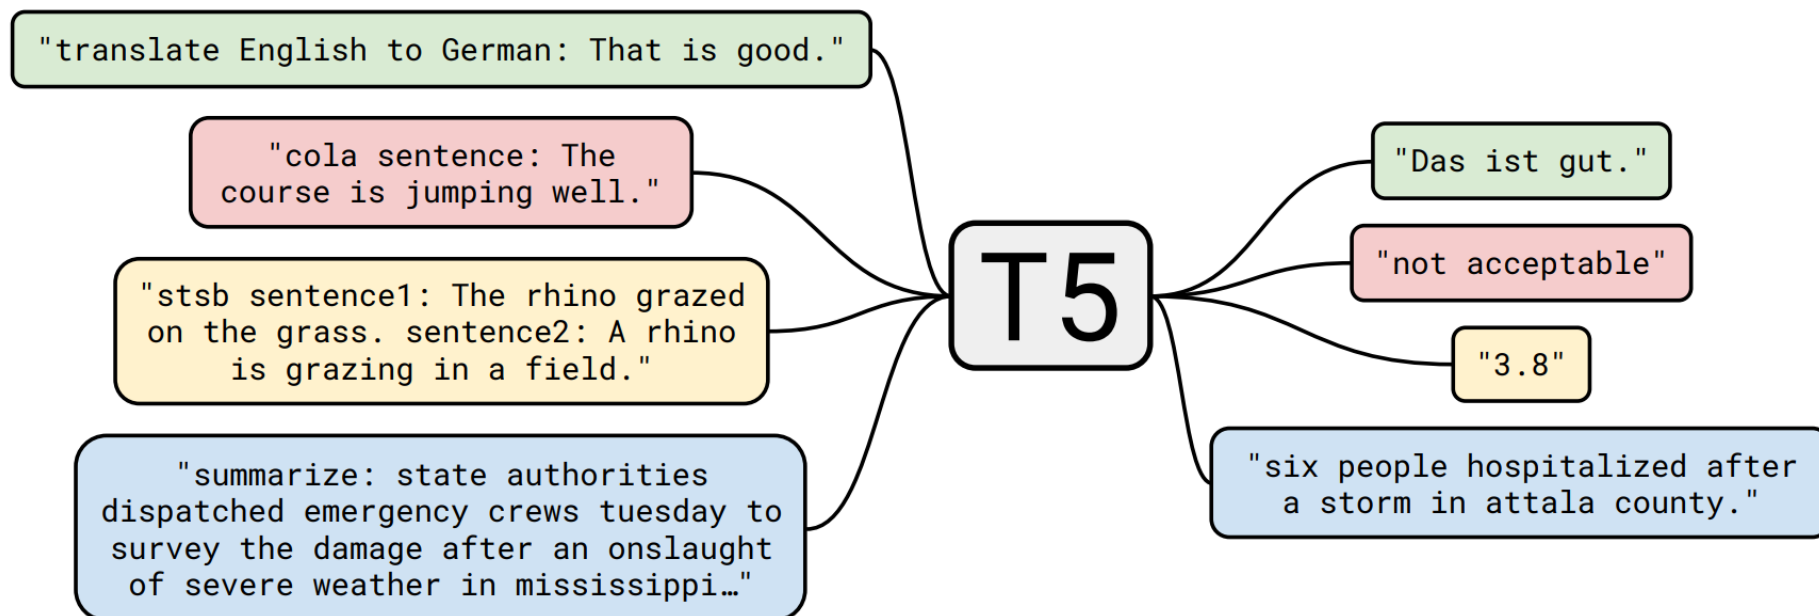 "translate English to German: That is good."
"cola sentence: The
course is jumping well."
"stsb sentence1: The rhino grazed
on the grass. sentence2: A rhino
is grazing in a field."
"summarize: state authorities
dispatched emergency crews tuesday to
survey the damage after an onslaught
of severe weather in mississippi…"
T5
"Das ist gut."
"not acceptable"
"3.8"
"six people hospitalized after
a storm in attala county."